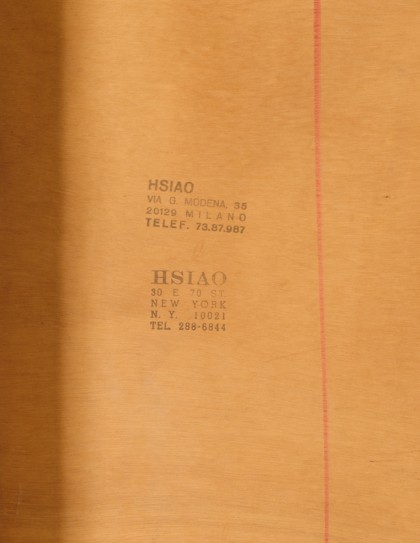 HSIAO
VIA G. MODENA, 36
20129 MILANO
TELEF. 73.87.987
HSIAO
30 E 70 ST.
NEW YORK
N. Y. 10021
TEL. 288-6844